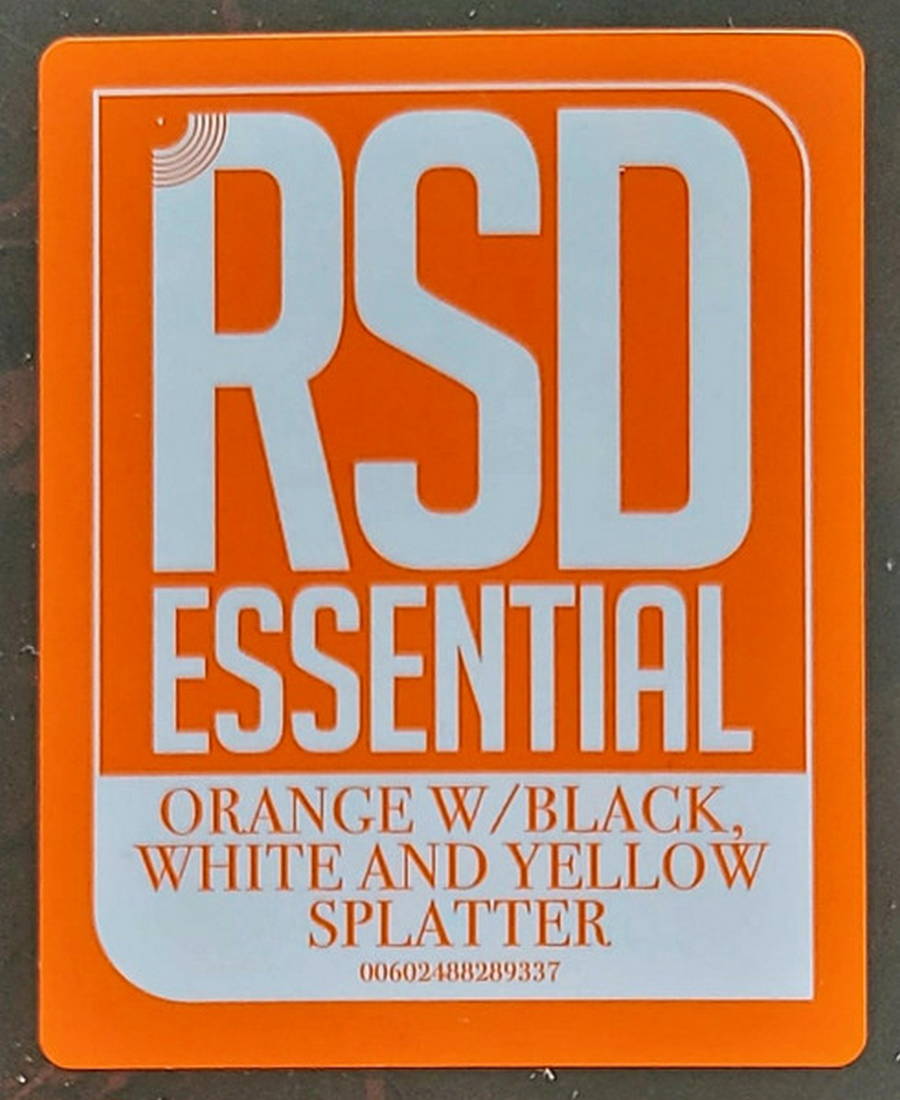 RSD
ESSENTIAL
ORANGE W/BLACK,
WHITE AND YELLOW
SPLATTER
00602488289337